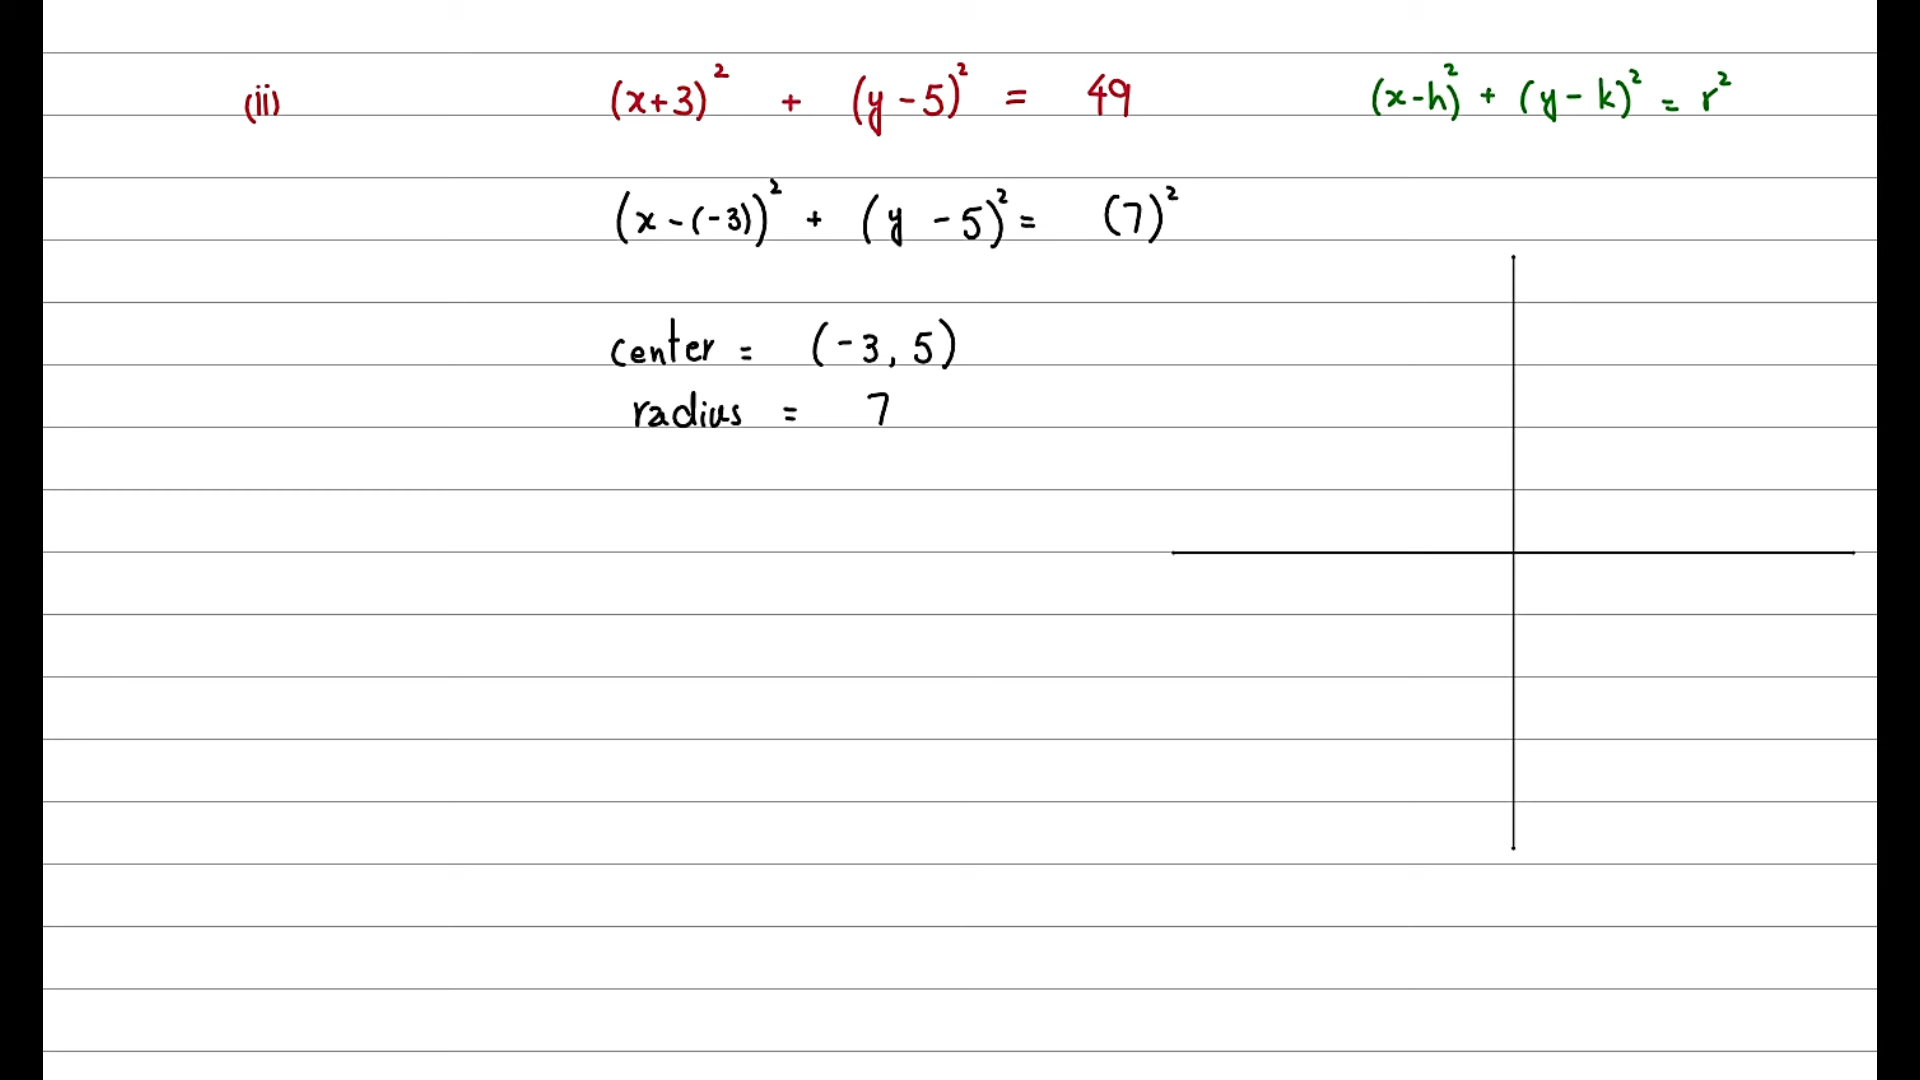 (ii) (x+3)² + (y-5)² = 49 (x-h)² + (y-k)² = r²
(x-(-3))² + (y-5)² = (7)²
center = (-3, 5)
radius = 7